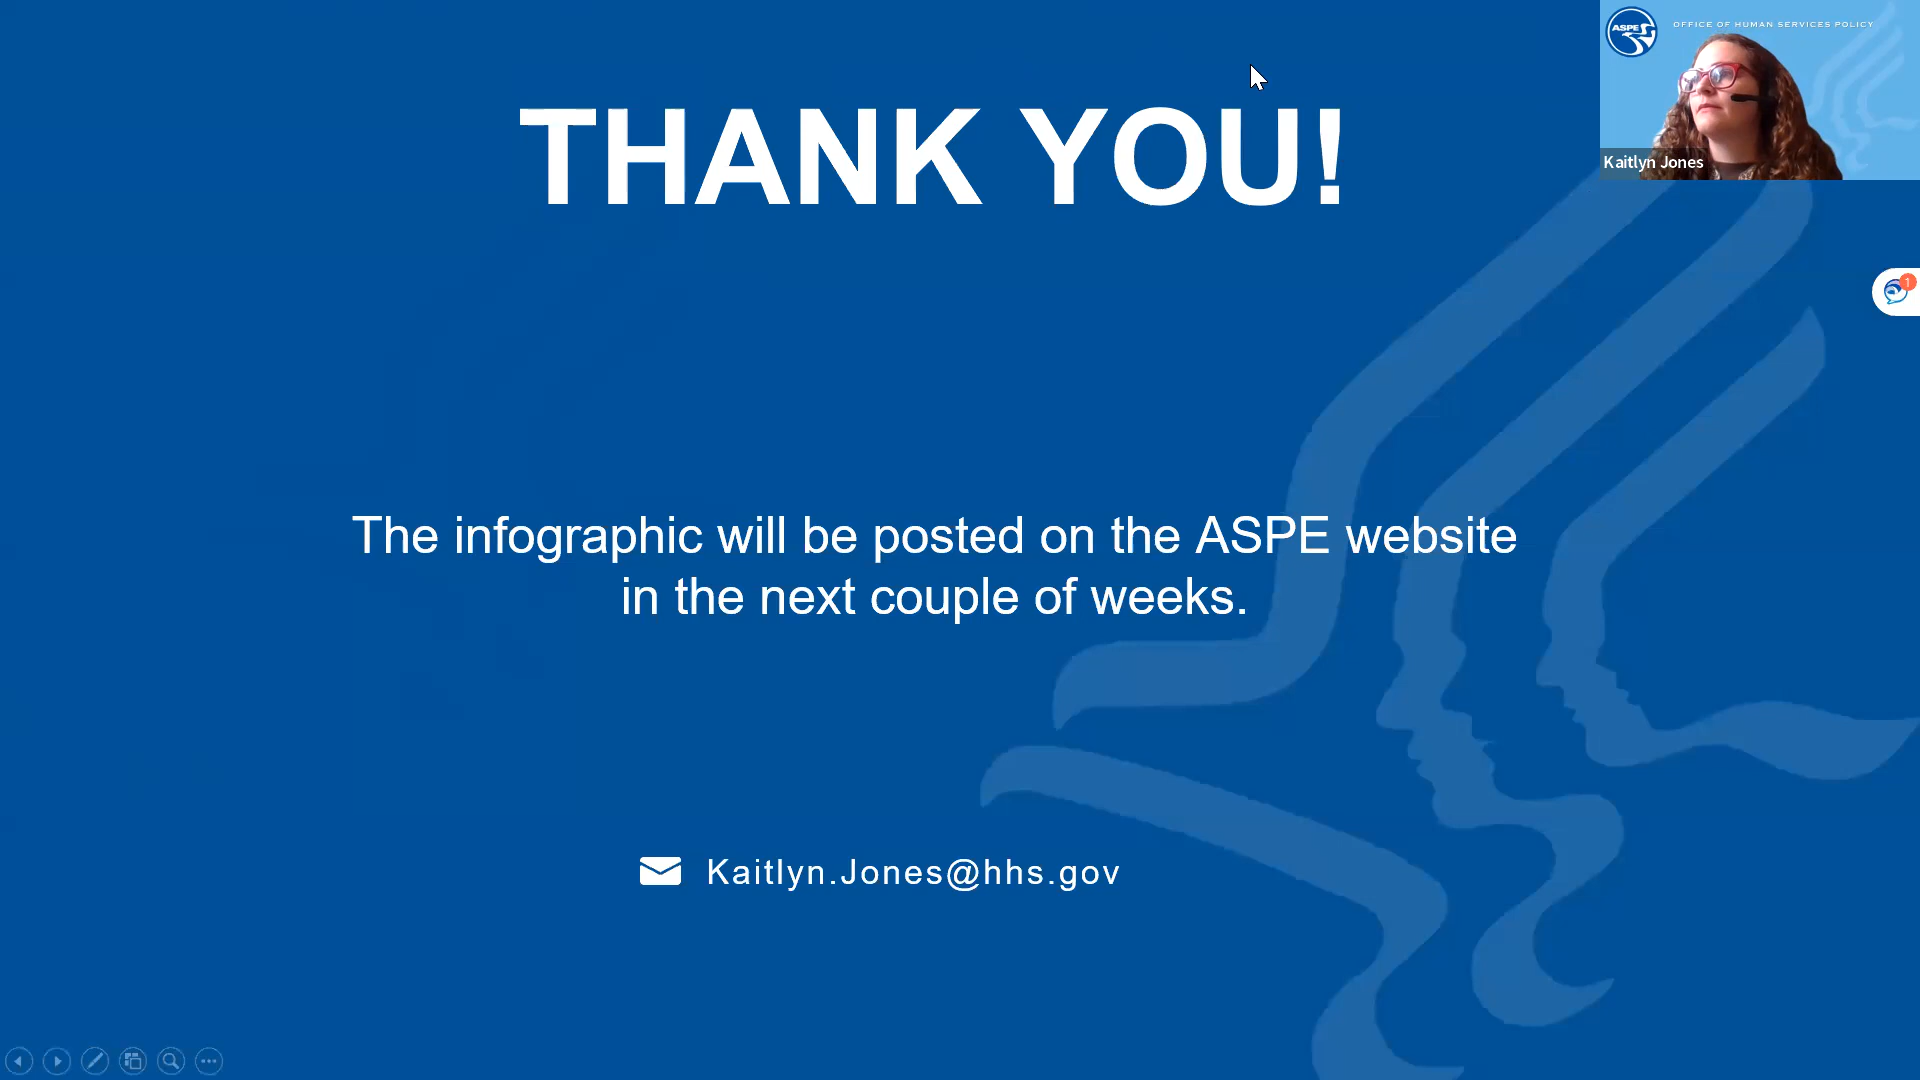 ASPE
OFFICE OF HUMAN SERVICES POLICY
Kaitlyn Jones
THANK YOU!
1
The infographic will be posted on the ASPE website
in the next couple of weeks.
Kaitlyn.Jones@hhs.gov